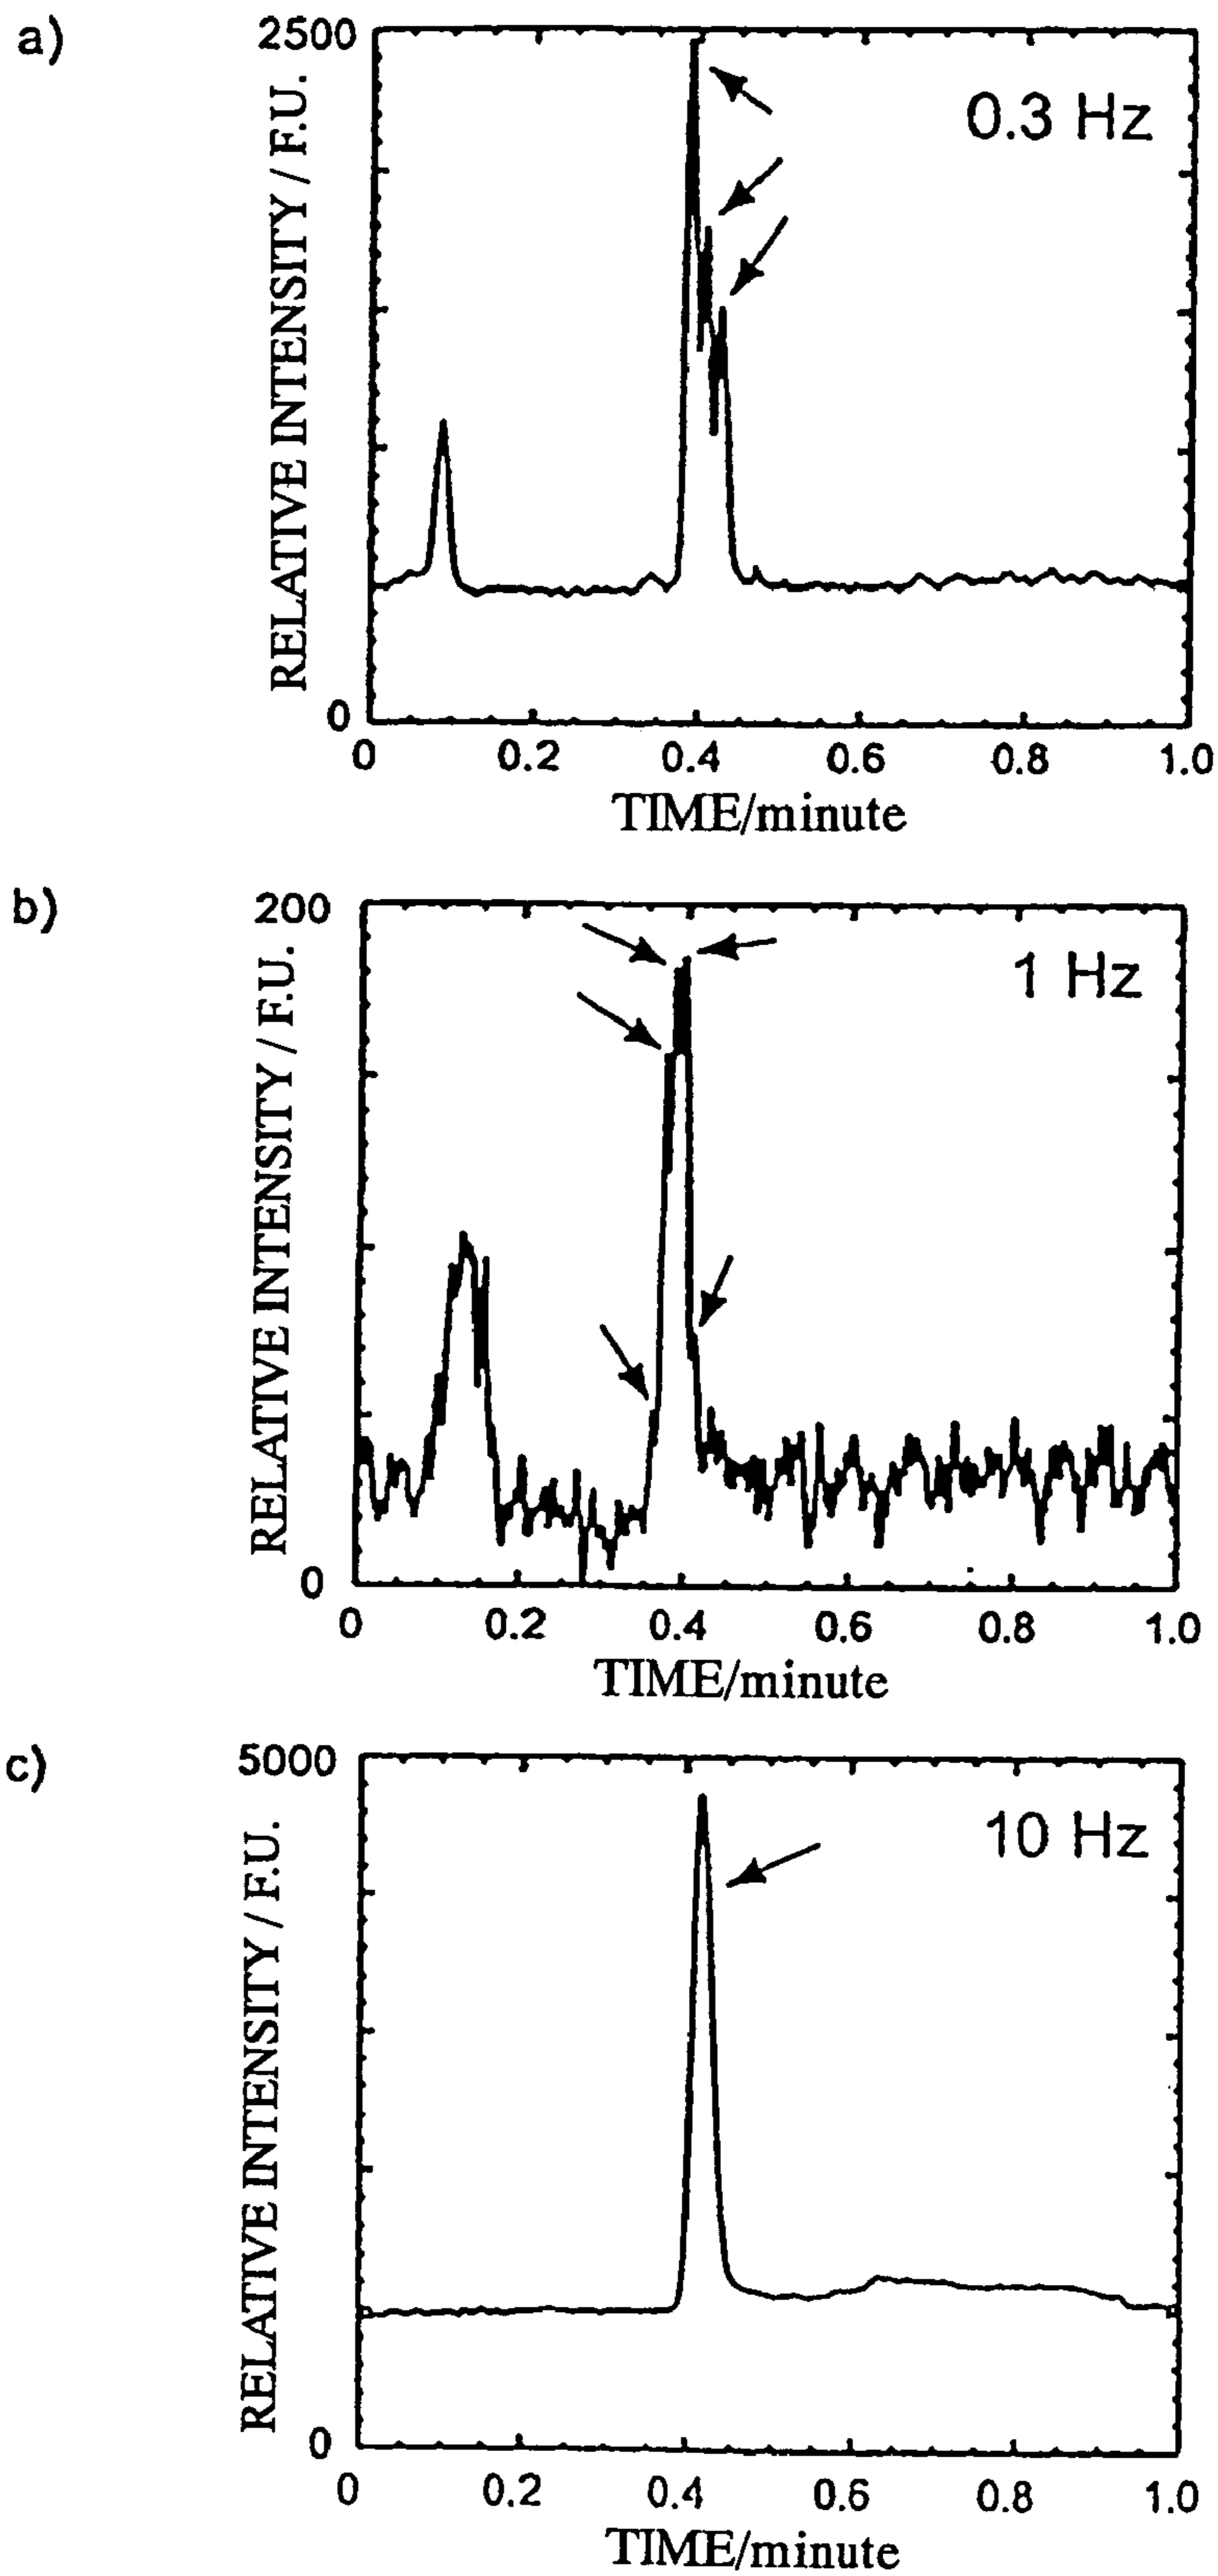 a)
2500
RELATIVE INTENSITY / F.U.
0.3 Hz
0
0 0.2 0.4 0.6 0.8 1.0
TIME/minute
b)
200
RELATIVE INTENSITY / F.U.
1 Hz
0
0 0.2 0.4 0.6 0.8 1.0
TIME/minute
c)
5000
RELATIVE INTENSITY / F.U.
10 Hz
0
0 0.2 0.4 0.6 0.8 1.0
TIME/minute